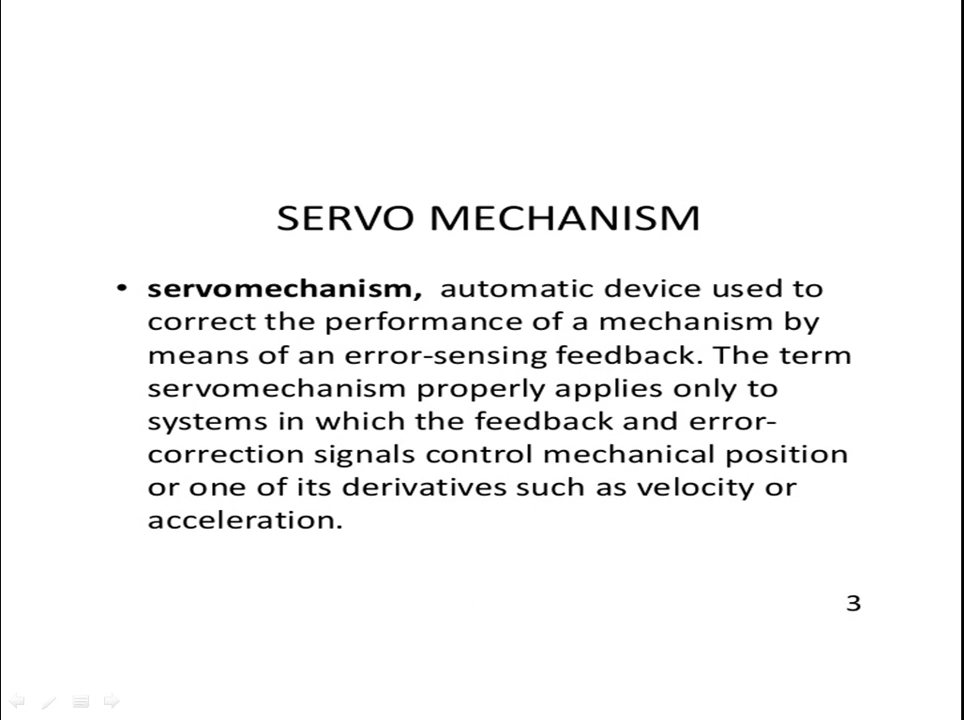 SERVO MECHANISM
• servomechanism, automatic device used to
correct the performance of a mechanism by
means of an error-sensing feedback. The term
servomechanism properly applies only to
systems in which the feedback and error-
correction signals control mechanical position
or one of its derivatives such as velocity or
acceleration.
3